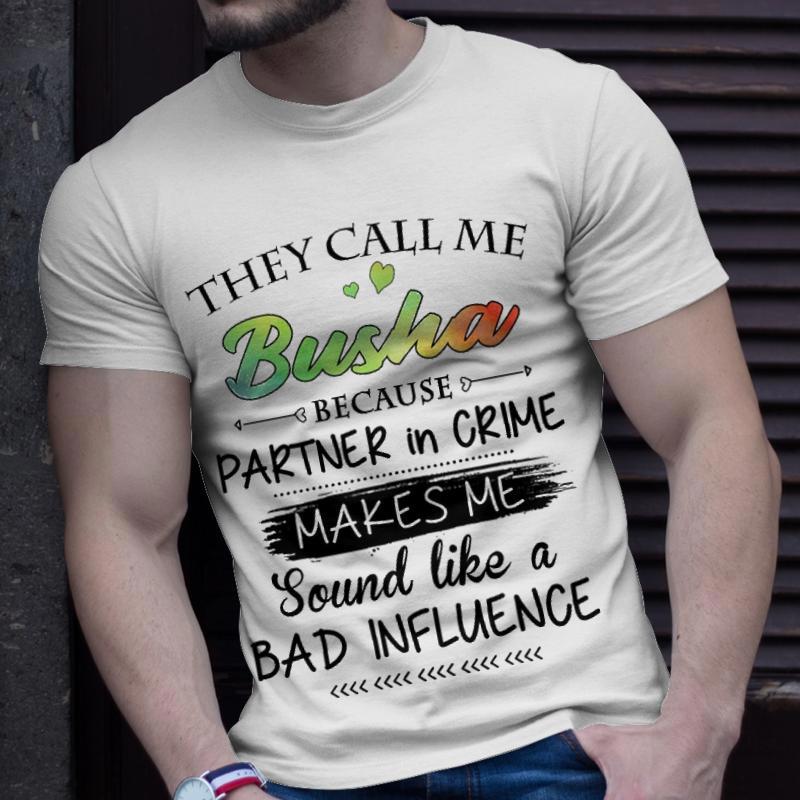 THEY CALL ME
Busha
BECAUSE
PARTNER in CRIME
MAKES ME
Sound like a
BAD INFLUENCE